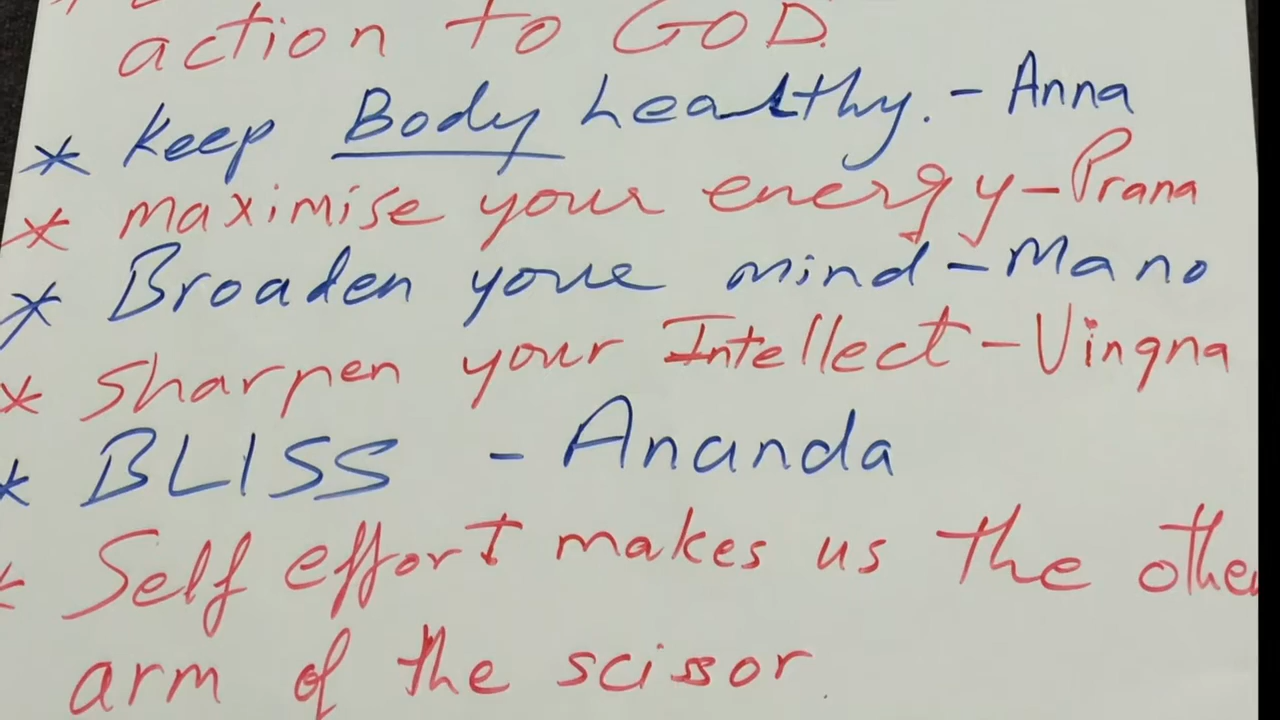 action to GOD.
* Keep Body healthy. - Anna
* maximise your energy - Prana
* Broaden your mind - Mano
* Sharpen your Intellect - Vingna
* BLISS - Ananda
* Self effort makes us the other
arm of the scissor.